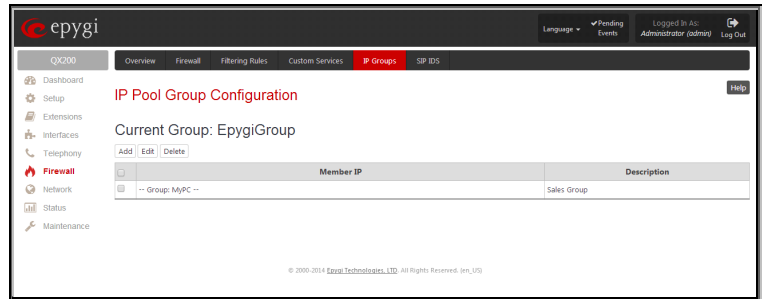 epygi
Language
Pending Events
Logged In As: Administrator (admin)
Log Out
QX200
Overview Firewall Filtering Rules Custom Services IP Groups SIP IDS
Dashboard
Setup
Extensions
Interfaces
Telephony
Firewall
Network
Status
Maintenance
Help
IP Pool Group Configuration
Current Group: EpygiGroup
Add Edit Delete
Member IP Description
-- Group: MyPC -- Sales Group
© 2000-2014 Epygi Technologies, LTD. All Rights Reserved. (en_US)